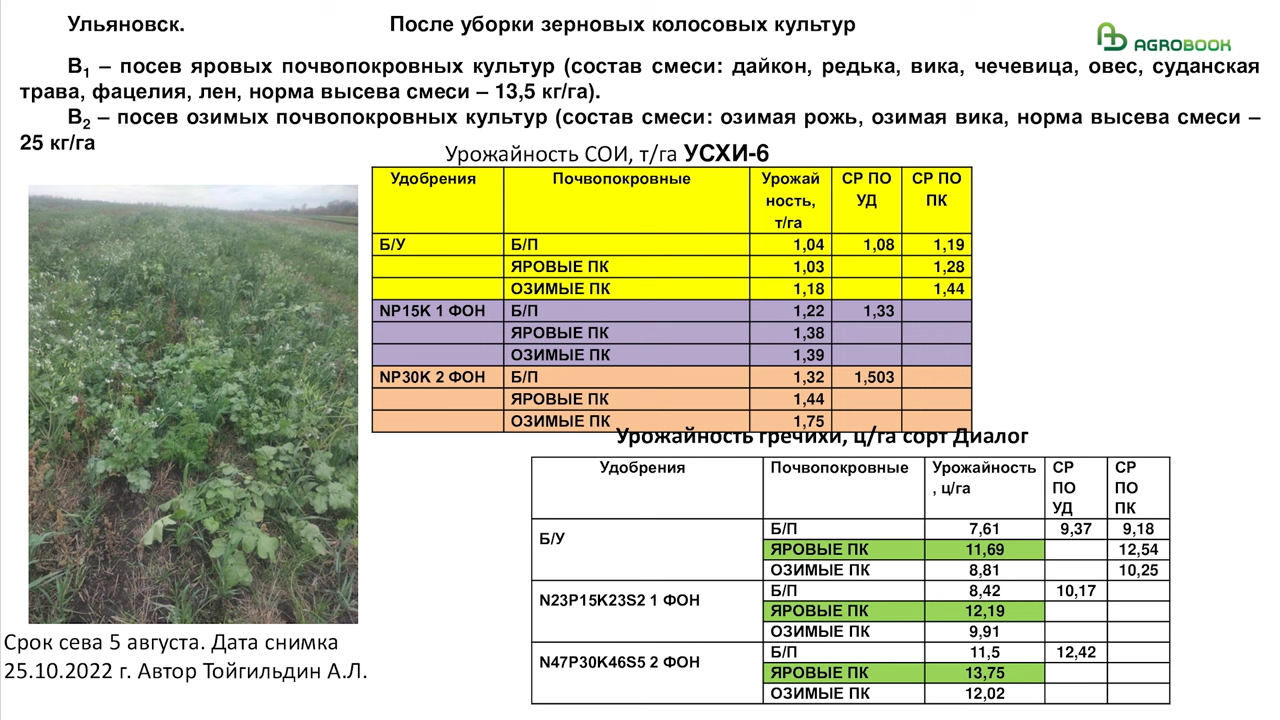 Ульяновск. После уборки зерновых колосовых культур
AGROBOOK
В1 – посев яровых почвопокровных культур (состав смеси: дайкон, редька, вика, чечевица, овес, суданская
трава, фацелия, лен, норма высева смеси – 13,5 кг/га).
В2 – посев озимых почвопокровных культур (состав смеси: озимая рожь, озимая вика, норма высева смеси –
25 кг/га
Урожайность СОИ, т/га УСХИ-6
Удобрения Почвопокровные Урожай СР ПО СР ПО
ность, УД ПК
т/га
Б/У Б/П 1,04 1,08 1,19
ЯРОВЫЕ ПК 1,03 1,28
ОЗИМЫЕ ПК 1,18 1,44
NP15K 1 ФОН Б/П 1,22 1,33
ЯРОВЫЕ ПК 1,38
ОЗИМЫЕ ПК 1,39
NP30K 2 ФОН Б/П 1,32 1,503
ЯРОВЫЕ ПК 1,44
ОЗИМЫЕ ПК 1,75
Урожайность гречихи, ц/га сорт Диалог
Удобрения Почвопокровные Урожайность СР СР
, ц/га ПО ПО
УД ПК
Б/У Б/П 7,61 9,37 9,18
ЯРОВЫЕ ПК 11,69 12,54
ОЗИМЫЕ ПК 8,81 10,25
N23P15K23S2 1 ФОН Б/П 8,42 10,17
ЯРОВЫЕ ПК 12,19
ОЗИМЫЕ ПК 9,91
N47P30K46S5 2 ФОН Б/П 11,5 12,42
ЯРОВЫЕ ПК 13,75
ОЗИМЫЕ ПК 12,02
Срок сева 5 августа. Дата снимка
25.10.2022 г. Автор Тойгильдин А.Л.